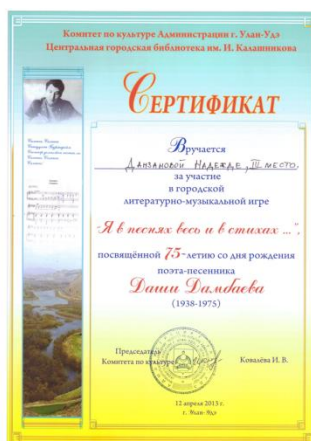 Комитет по культуре Администрации г. Улан-Удэ
Центральная городская библиотека им. И. Калашникова
СЕРТИФИКАТ
Вручается
Данзановой Надежде, III место,
за участие
в городской
литературно-музыкальной игре
"Я в песнях весь и в стихах ...",
посвящённой 75-летию со дня рождения
поэта-песенника
Даши Дамбаева
(1938-1975)
Председатель
Комитета по культуре
Ковалёва И. В.
12 апреля 2013 г.
г. Улан-Удэ